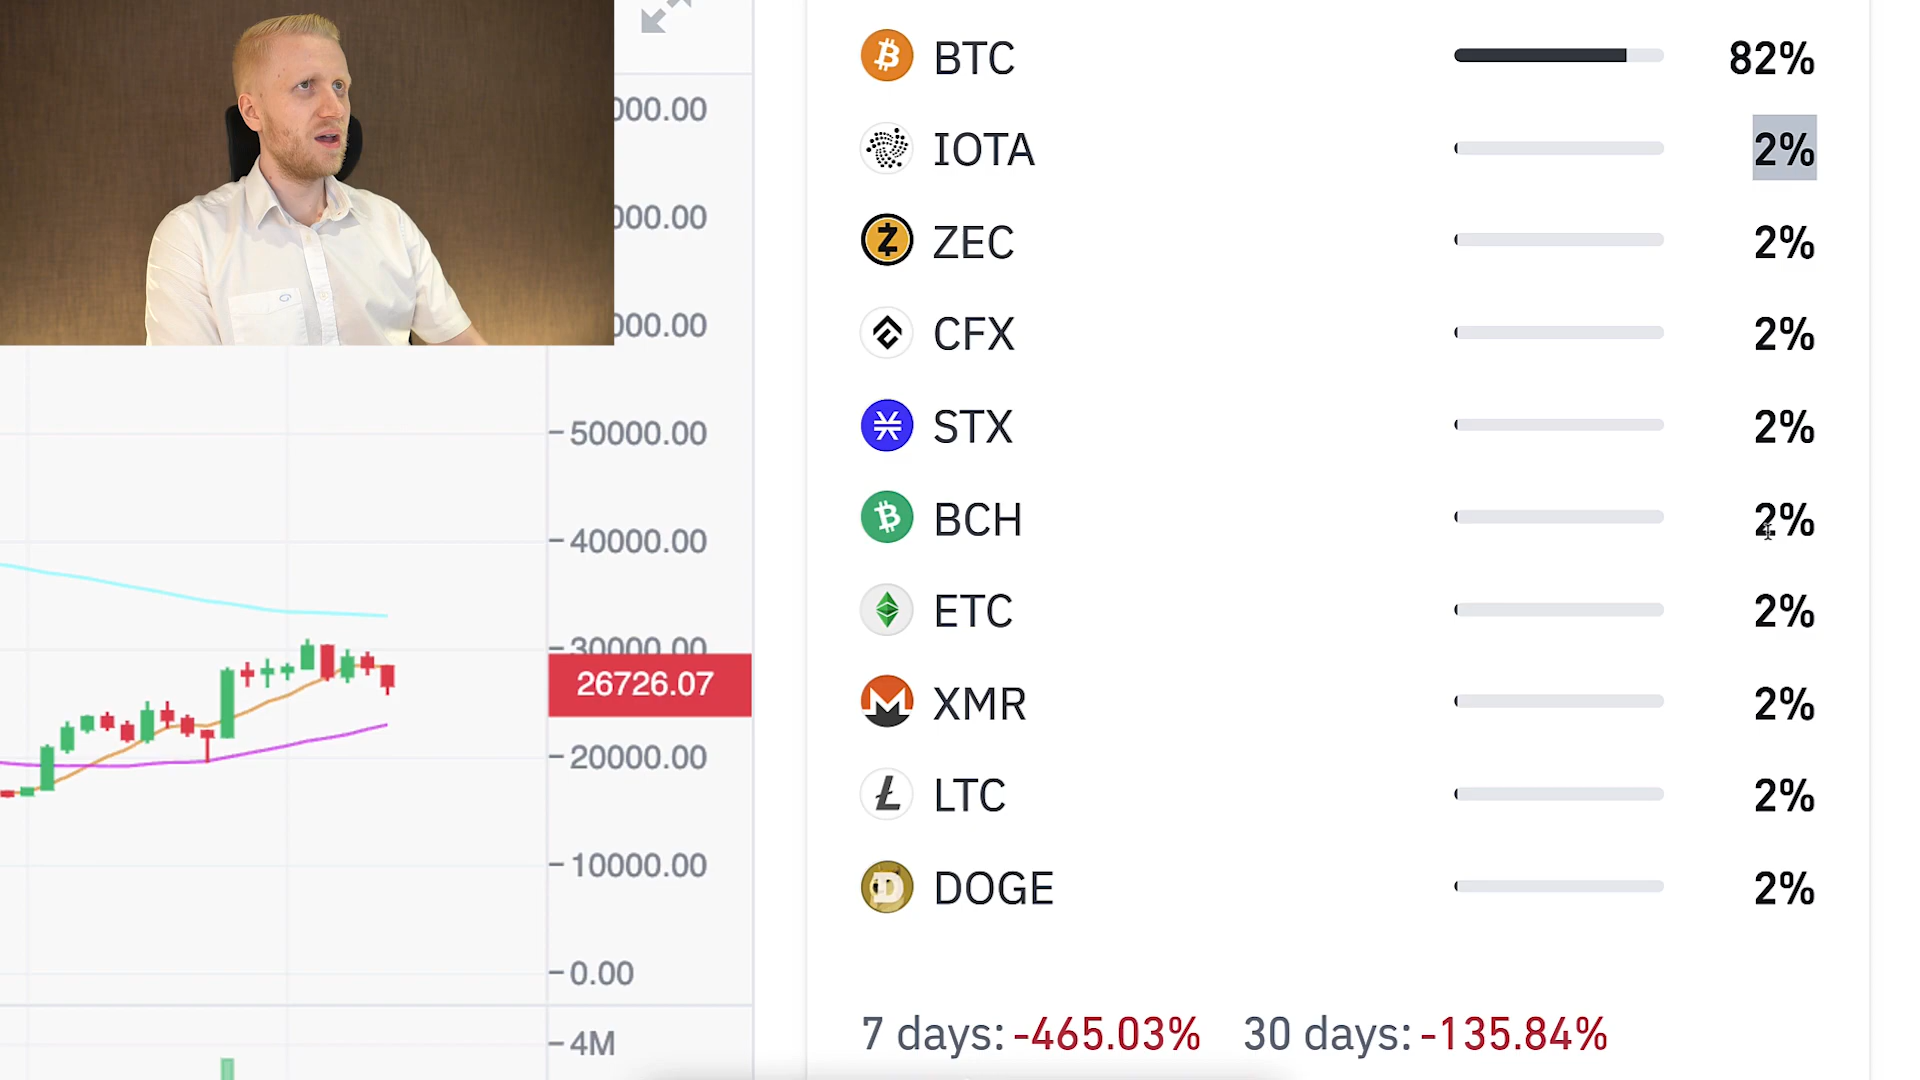 000.00
000.00
000.00
50000.00
40000.00
30000.00
26726.07
20000.00
10000.00
0.00
4M
BTC 82%
IOTA 2%
ZEC 2%
CFX 2%
STX 2%
BCH 2%
ETC 2%
XMR 2%
LTC 2%
DOGE 2%
7 days: -465.03% 30 days: -135.84%